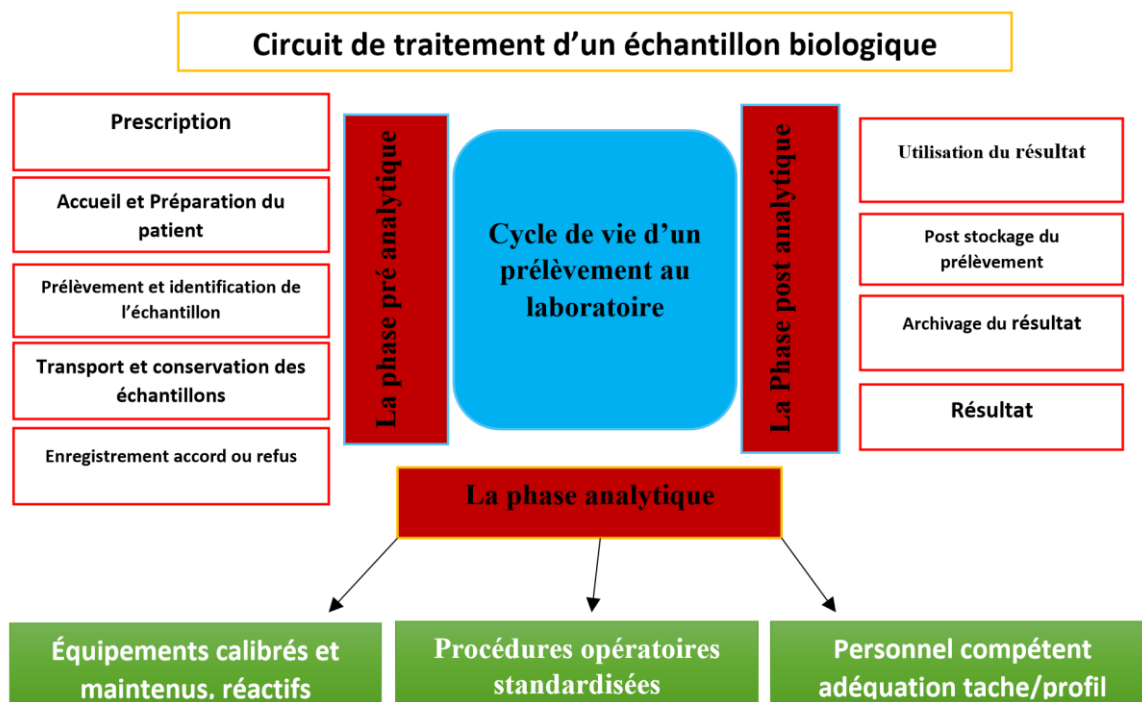 Circuit de traitement d’un échantillon biologique
Prescription
Accueil et Préparation du
patient
Prélèvement et identification de
l’échantillon
Transport et conservation des
échantillons
Enregistrement accord ou refus
La phase pré analytique
Cycle de vie d’un
prélèvement au
laboratoire
La Phase post analytique
Utilisation du résultat
Post stockage du
prélèvement
Archivage du résultat
Résultat
La phase analytique
Équipements calibrés et
maintenus, réactifs
Procédures opératoires
standardisées
Personnel compétent
adéquation tache/profil